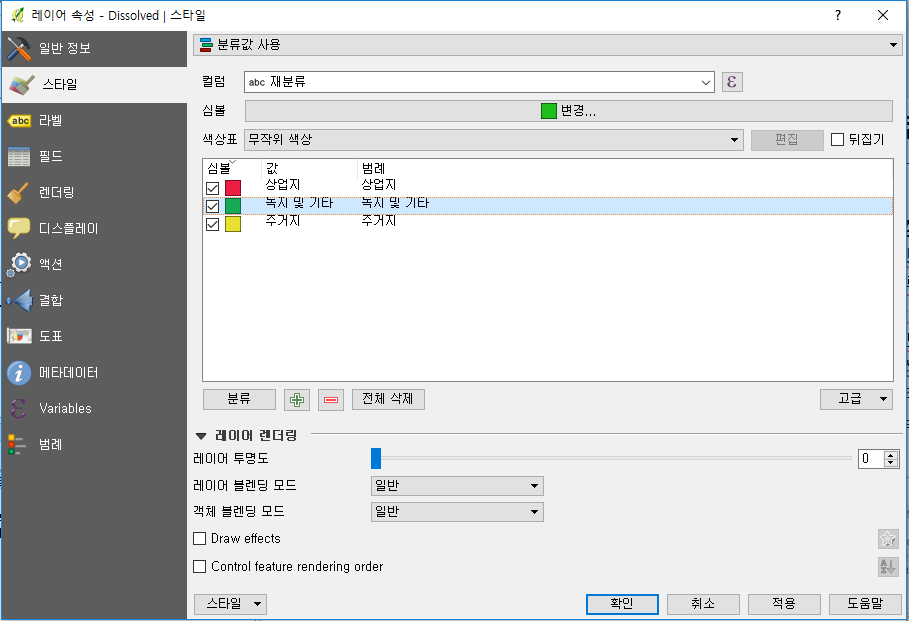 레이어 속성 - Dissolved | 스타일
?
일반 정보
스타일
abc 라벨
필드
렌더링
디스플레이
액션
결합
도표
메타데이터
Variables
범례
분류값 사용
컬럼 abc 재분류 ε
심볼 변경...
색상표 무작위 색상 편집 뒤집기
심볼 값 범례
상업지 상업지
녹지 및 기타 녹지 및 기타
주거지 주거지
분류 전체 삭제 고급
레이어 렌더링
레이어 투명도 0
레이어 블렌딩 모드 일반
객체 블렌딩 모드 일반
Draw effects
Control feature rendering order
스타일 확인 취소 적용 도움말